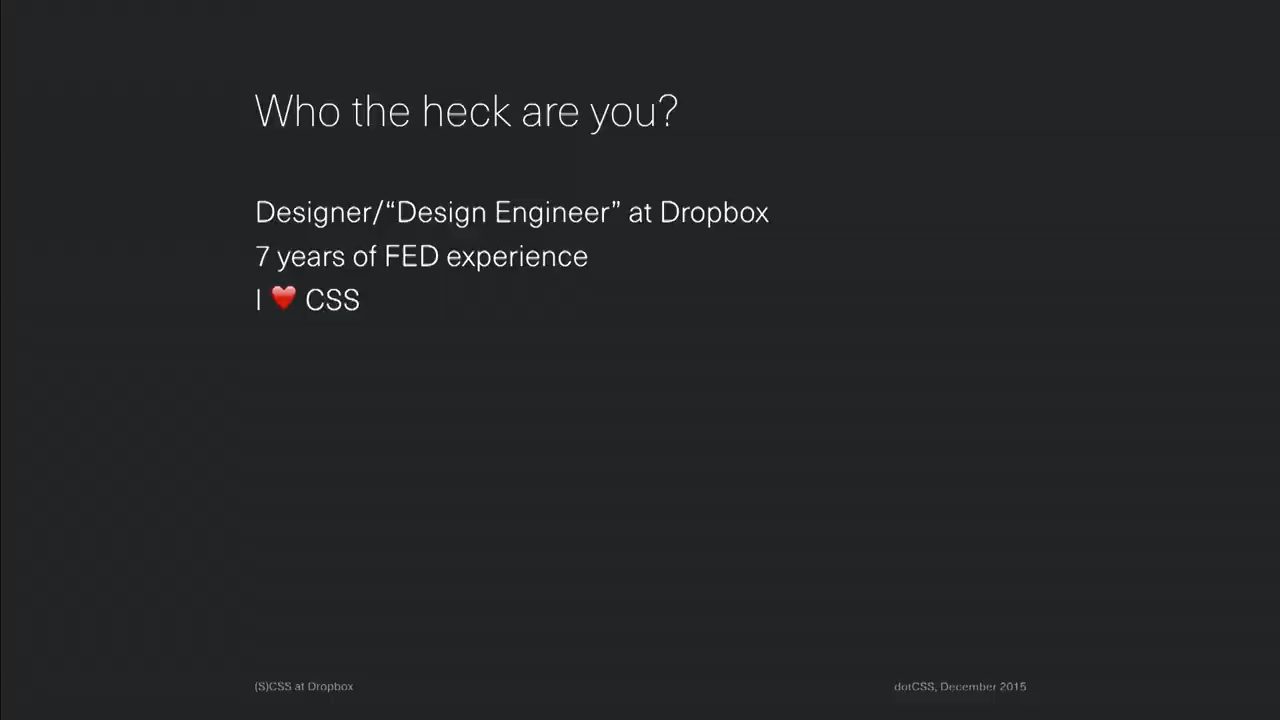 Who the heck are you?
Designer/“Design Engineer” at Dropbox
7 years of FED experience
I ❤️ CSS
(S)CSS at Dropbox
dotCSS, December 2015